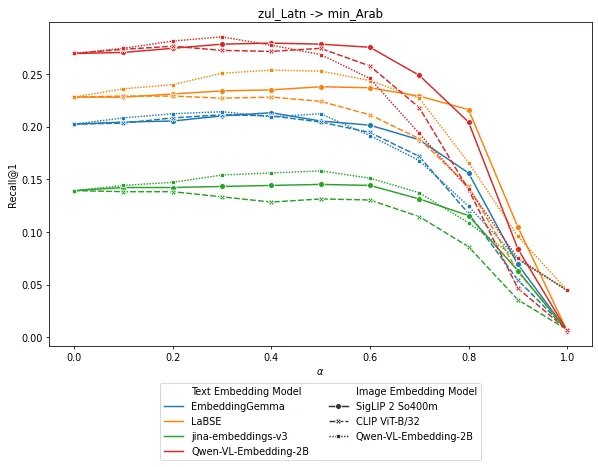 zul_Latn -> min_Arab
Recall@1
0.25
0.20
0.15
0.10
0.05
0.00
0.0 0.2 0.4 0.6 0.8 1.0
α
Text Embedding Model Image Embedding Model
EmbeddingGemma SigLIP 2 So400m
LaBSE CLIP ViT-B/32
jina-embeddings-v3 Qwen-VL-Embedding-2B
Qwen-VL-Embedding-2B